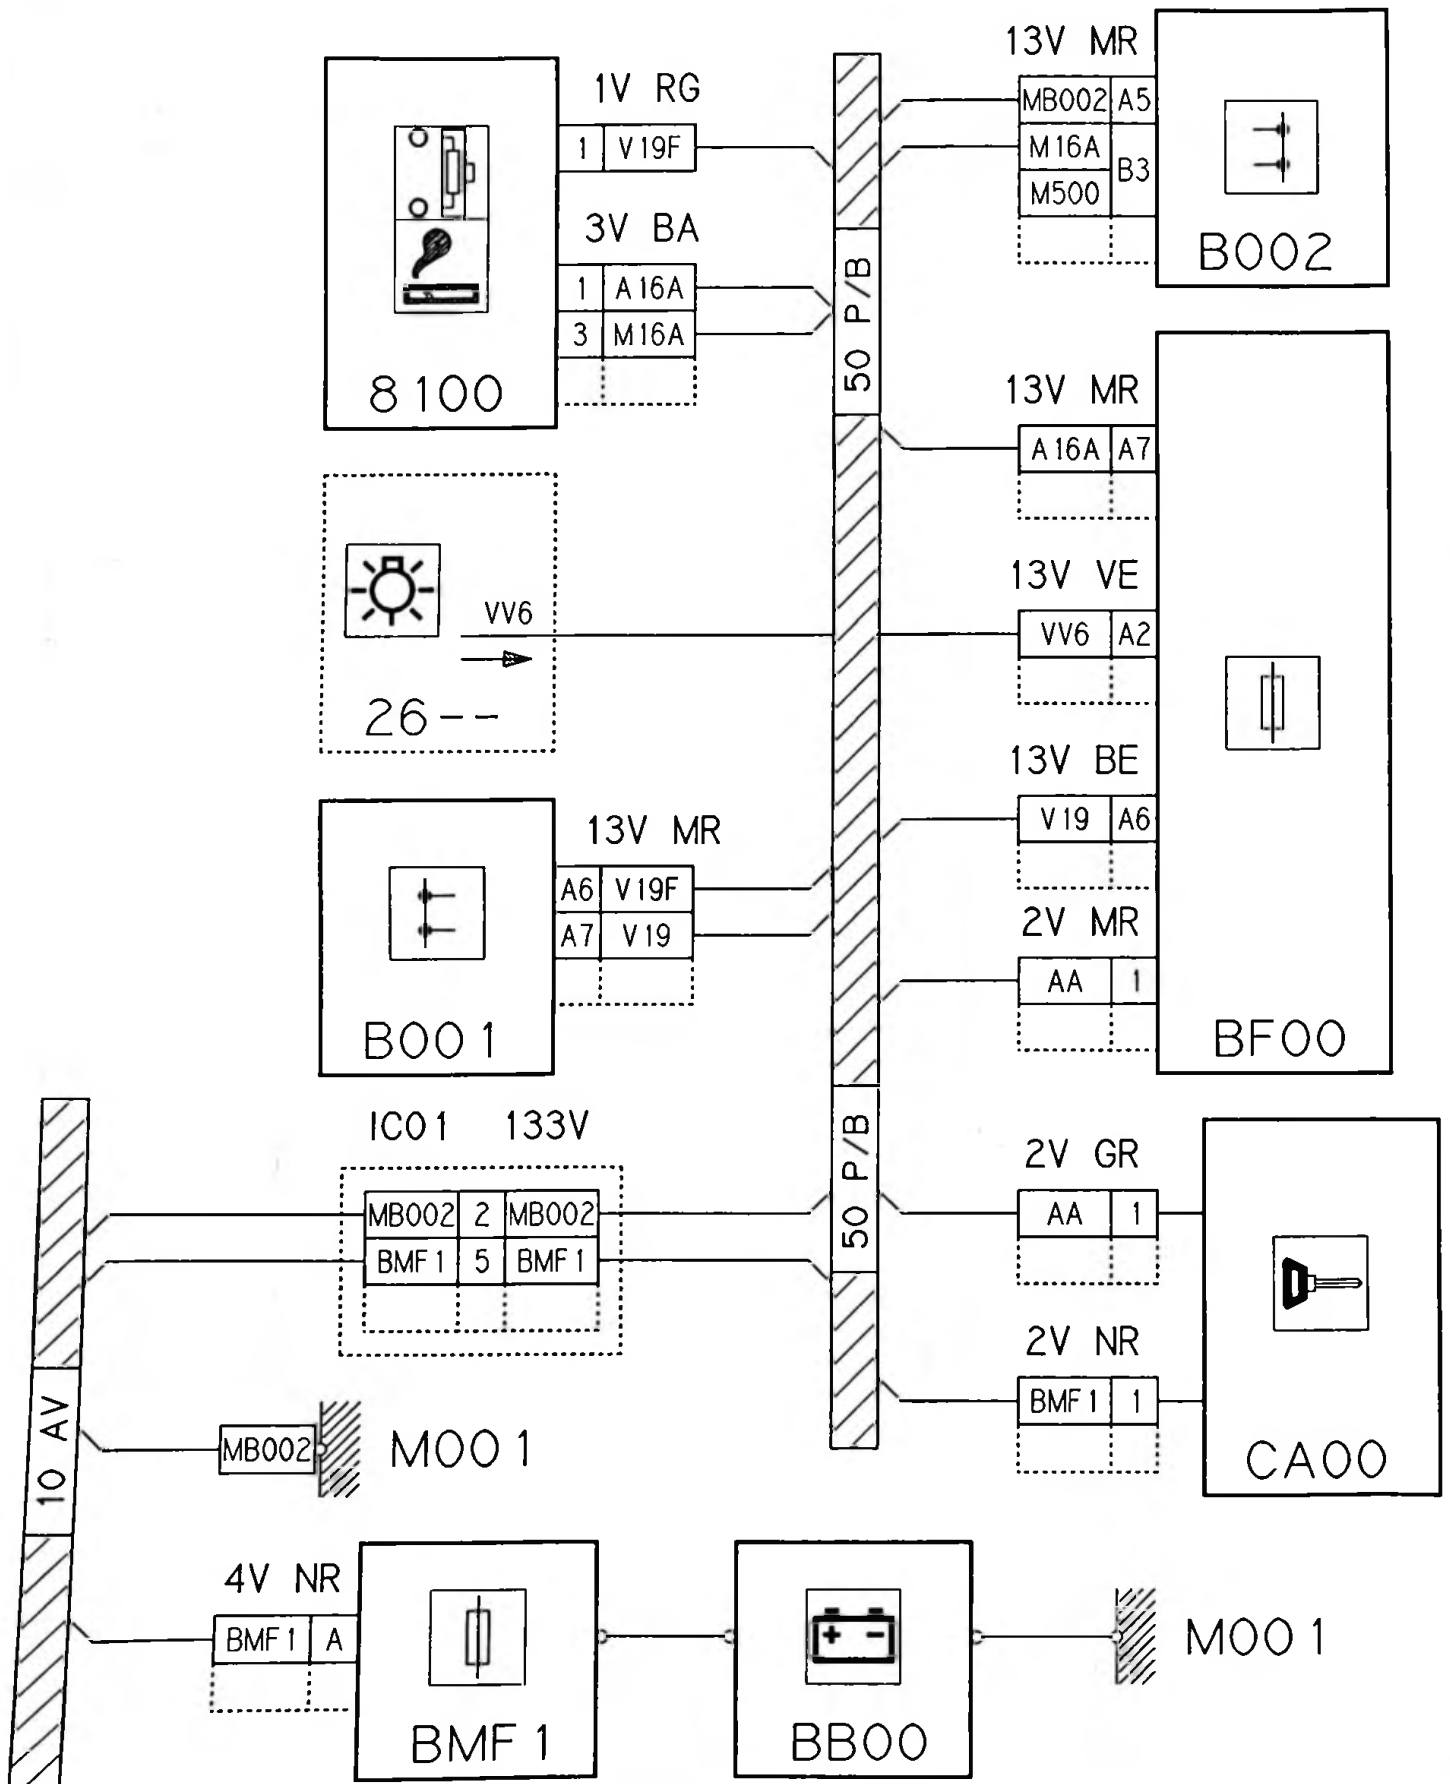 13V MR
MB002 A5
M16A B3
M500
B002
1V RG
1 V19F
3V BA
1 A16A
3 M16A
8100
50 P/B
13V MR
A16A A7
13V VE
VV6 A2
13V BE
V19 A6
2V MR
AA 1
BF00
VV6
26--
13V MR
A6 V19F
A7 V19
B001
IC01 133V
MB002 2 MB002
BMF1 5 BMF1
50 P/B
2V GR
AA 1
2V NR
BMF1 1
CA00
10 AV
MB002
M001
4V NR
BMF1 A
BMF1
+ -
BB00
M001